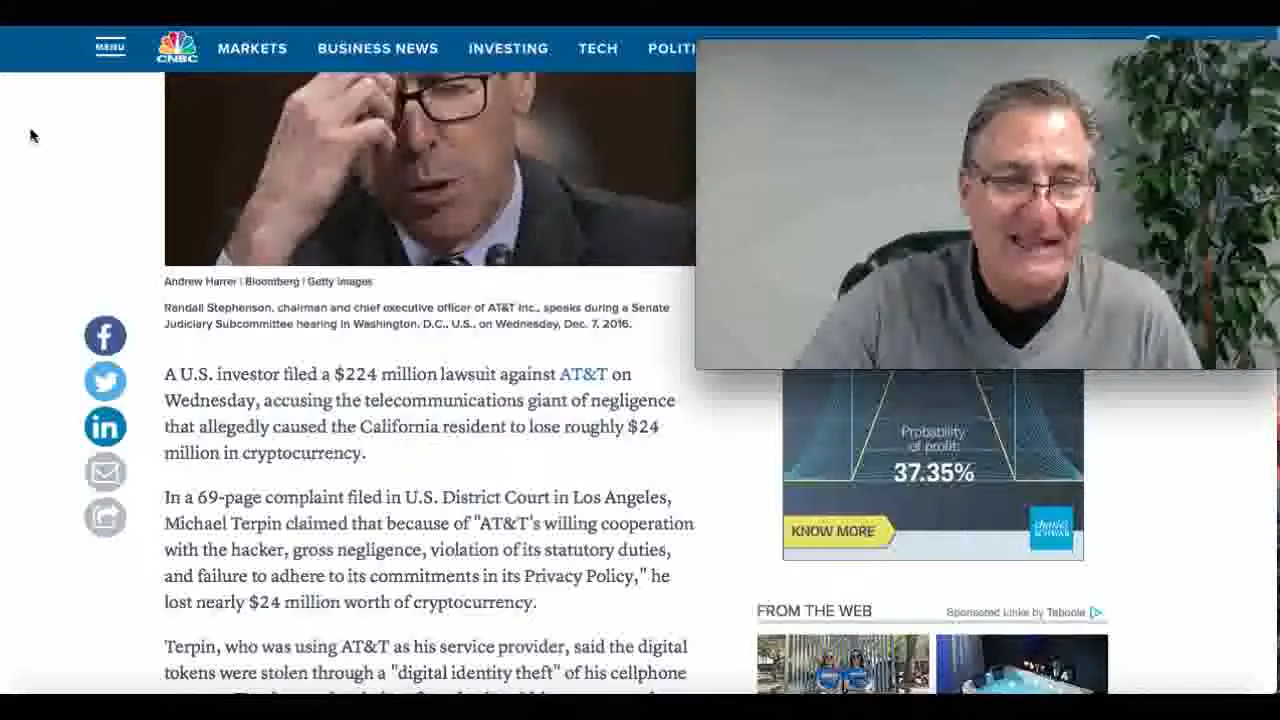 MENU
CNBC
MARKETS BUSINESS NEWS INVESTING TECH POLITI
Andrew Harrer | Bloomberg | Getty Images
Randall Stephenson, chairman and chief executive officer of AT&T Inc., speaks during a Senate
Judiciary Subcommittee hearing in Washington, D.C., U.S., on Wednesday, Dec. 7, 2016.
A U.S. investor filed a $224 million lawsuit against AT&T on
Wednesday, accusing the telecommunications giant of negligence
that allegedly caused the California resident to lose roughly $24
million in cryptocurrency.
In a 69-page complaint filed in U.S. District Court in Los Angeles,
Michael Terpin claimed that because of "AT&T's willing cooperation
with the hacker, gross negligence, violation of its statutory duties,
and failure to adhere to its commitments in its Privacy Policy," he
lost nearly $24 million worth of cryptocurrency.
Terpin, who was using AT&T as his service provider, said the digital
tokens were stolen through a "digital identity theft" of his cellphone
Probability
of profit:
37.35%
KNOW MORE
charles
SCHWAB
FROM THE WEB
Sponsored Links by Taboola